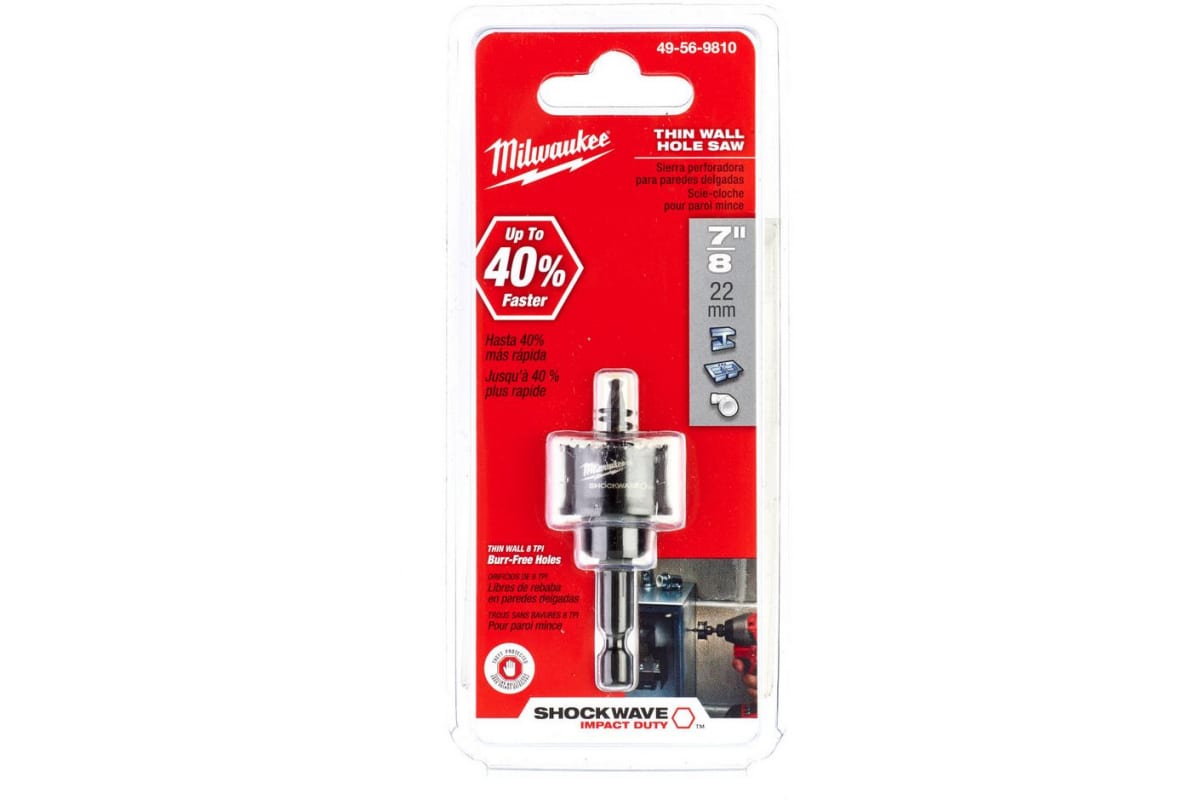 49-56-9810
Milwaukee
THIN WALL
HOLE SAW
Sierra perforadora
para paredes delgadas
Scie-cloche
pour paroi mince
Up To
40%
Faster
7/8"
22
mm
Hasta 40%
más rápida
Jusqu'à 40 %
plus rapide
Milwaukee
SHOCKWAVE
THIN WALL 8 TPI
Burr-Free Holes
ORIFICIOS DE 8 TPI
Libres de rebaba
en paredes delgadas
TROUS SANS BAVURES 8 TPI
Pour paroi mince
THEFT PROTECTED
SHOCKWAVE
IMPACT DUTY
TM